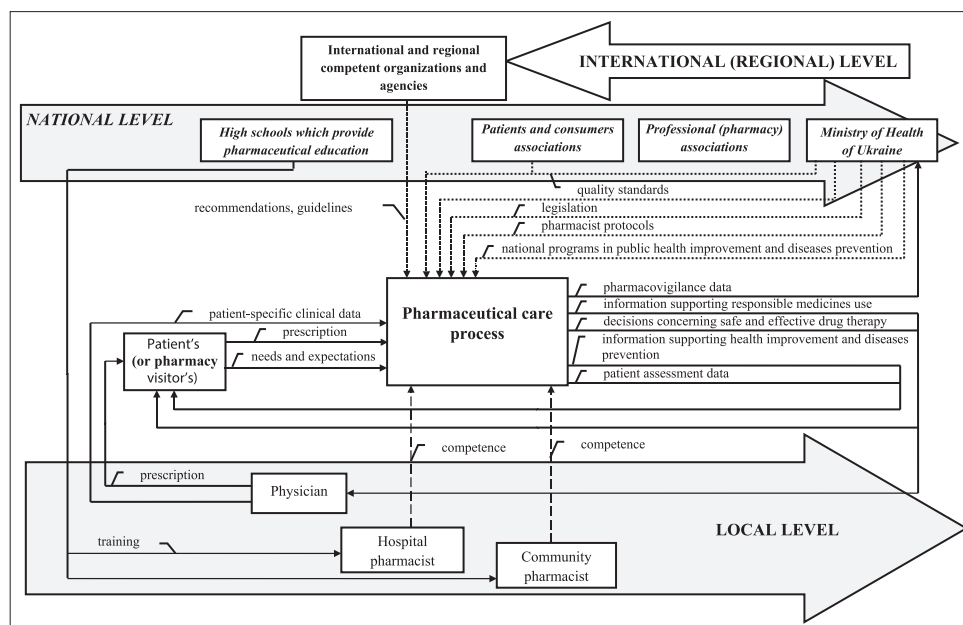 International and regional
competent organizations and
agencies
INTERNATIONAL (REGIONAL) LEVEL
NATIONAL LEVEL
High schools which provide
pharmaceutical education
Patients and consumers
associations
Professional (pharmacy)
associations
Ministry of Health
of Ukraine
quality standards
recommendations, guidelines
legislation
pharmacist protocols
national programs in public health improvement and diseases prevention
Pharmaceutical care
process
pharmacovigilance data
information supporting responsible medicines use
decisions concerning safe and effective drug therapy
information supporting health improvement and diseases
prevention
patient assessment data
patient-specific clinical data
prescription
needs and expectations
Patient's
(or pharmacy
visitor's)
competence
competence
prescription
Physician
LOCAL LEVEL
training
Hospital
pharmacist
Community
pharmacist